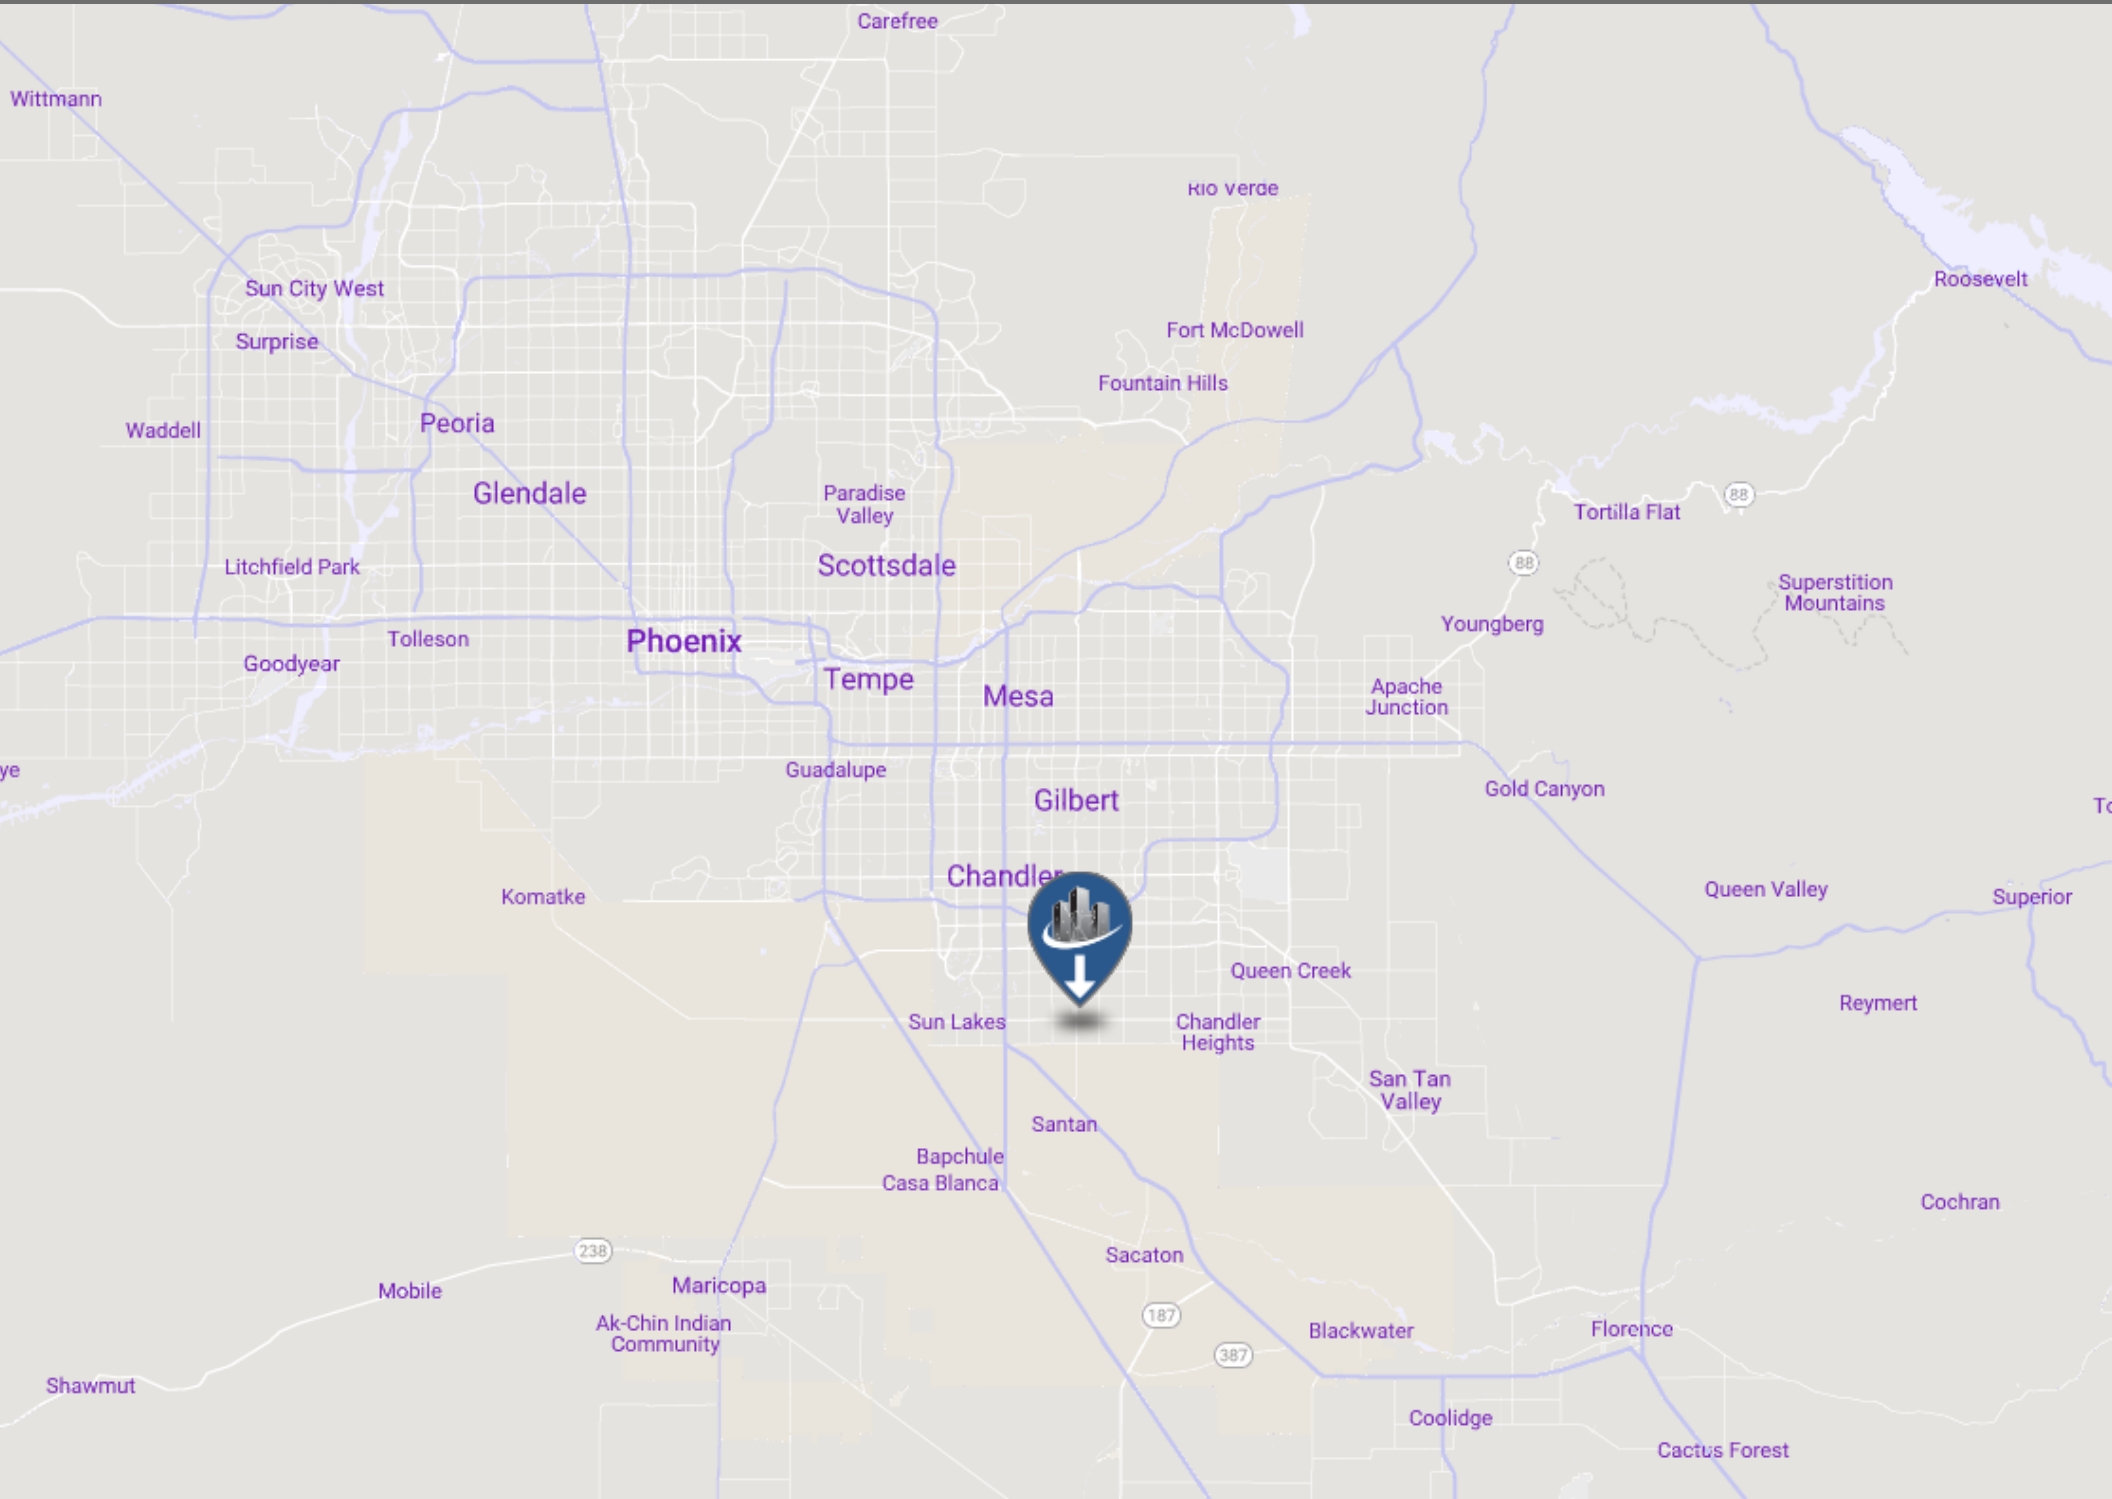 Carefree
Wittmann
Rio Verde
Roosevelt
Sun City West
Fort McDowell
Surprise
Fountain Hills
Peoria
Waddell
Glendale
Paradise
Valley
88
Tortilla Flat
Scottsdale
88
Litchfield Park
Superstition
Mountains
Youngberg
Phoenix
Tolleson
Goodyear
Tempe
Mesa
Apache
Junction
ye
Guadalupe
Gold Canyon
Gilbert
River
Chandler
Komatke
Queen Valley
Superior
Queen Creek
Reymert
Sun Lakes
Chandler
Heights
San Tan
Valley
Santan
Bapchule
Casa Blanca
Cochran
238
Sacaton
Maricopa
Mobile
187
Ak-Chin Indian
Community
Blackwater
Florence
387
Shawmut
Coolidge
Cactus Forest